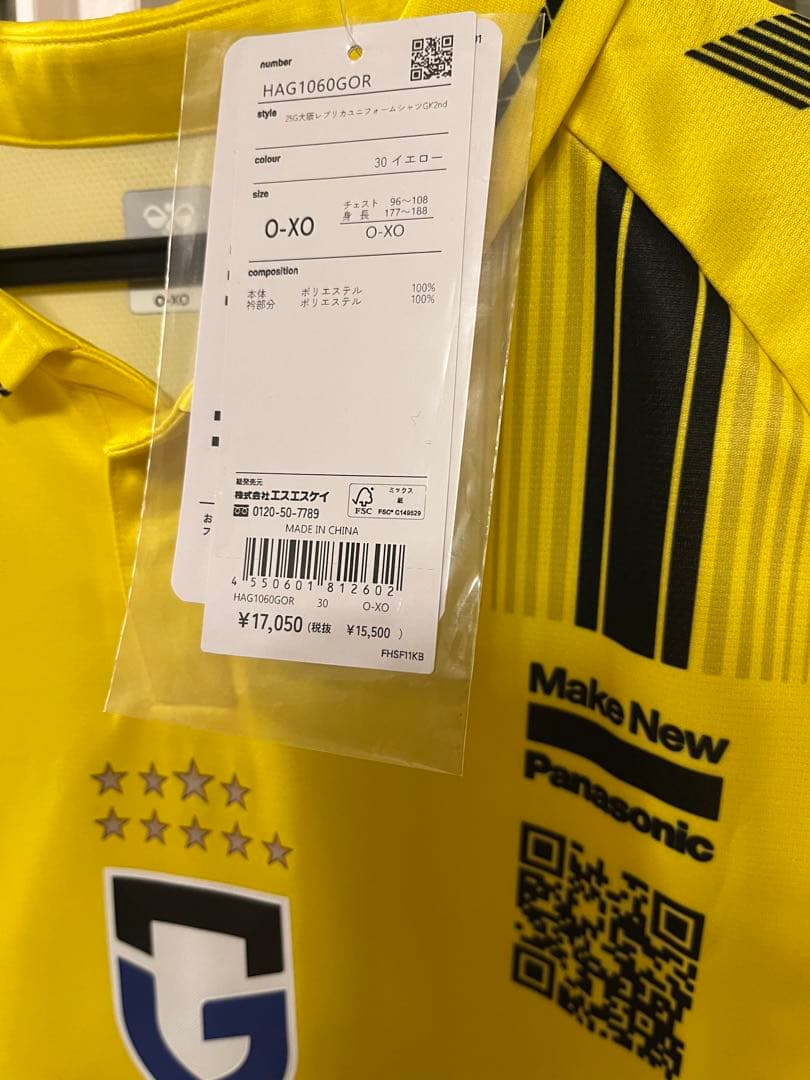 number
HAG1060GOR
style 25G大阪レプリカユニフォームシャツGK2nd
colour 30 イエロー
size
O-XO
チェスト 96〜108
身 長 177〜188
O-XO
composition
本体 ポリエステル 100%
衿部分 ポリエステル 100%
総発売元
株式会社エスエスケイ
0120-50-7789
ミックス
紙
FSC
FSC® C149529
MADE IN CHINA
4 550601 812602
HAG1060GOR 30 O-XO
¥17,050 (税抜 ¥15,500 )
FHSF11KB
お
フ
O-XO
Make New
Panasonic
G